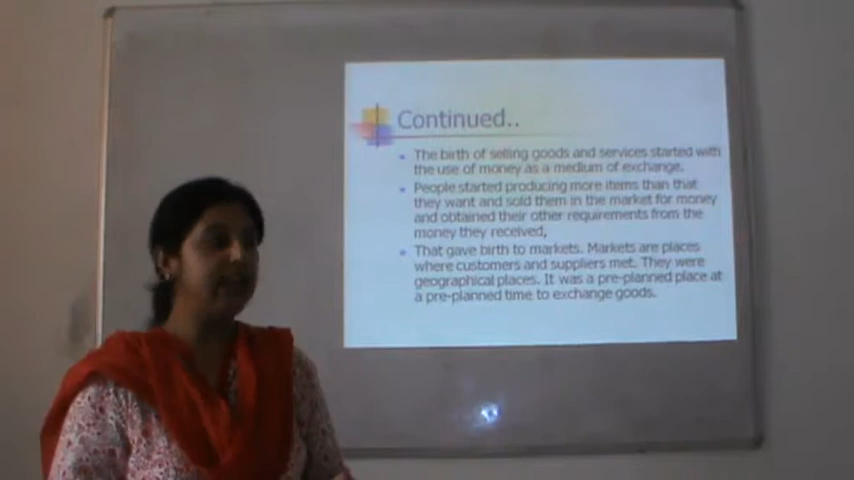 Continued..
The birth of selling goods and services started with
the use of money as a medium of exchange.
People started producing more items than that
they want and sold them in the market for money
and obtained their other requirements from the
money they received,
That gave birth to markets. Markets are places
where customers and suppliers met. They were
geographical places. It was a pre-planned place at
a pre-planned time to exchange goods.